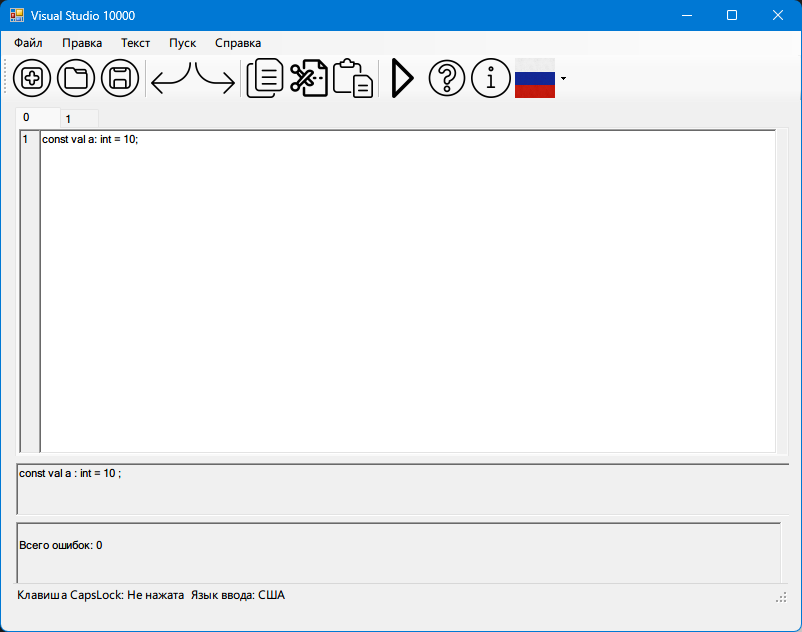 Visual Studio 10000
Файл Правка Текст Пуск Справка
0 1
1 const val a: int = 10;
const val a : int = 10 ;
Всего ошибок: 0
Клавиша CapsLock: Не нажата Язык ввода: США